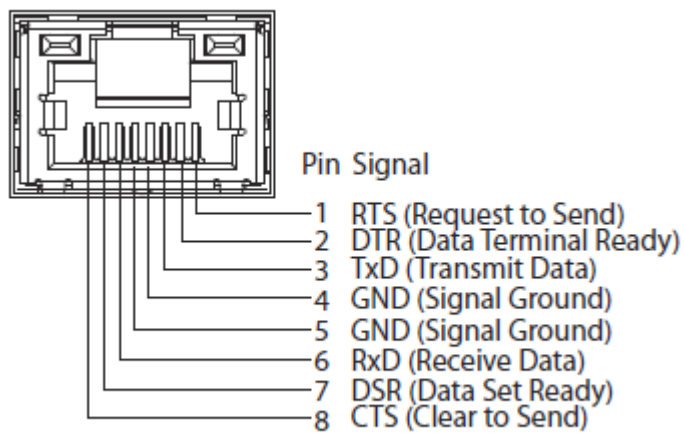 Pin Signal
1 RTS (Request to Send)
2 DTR (Data Terminal Ready)
3 TxD (Transmit Data)
4 GND (Signal Ground)
5 GND (Signal Ground)
6 RxD (Receive Data)
7 DSR (Data Set Ready)
8 CTS (Clear to Send)